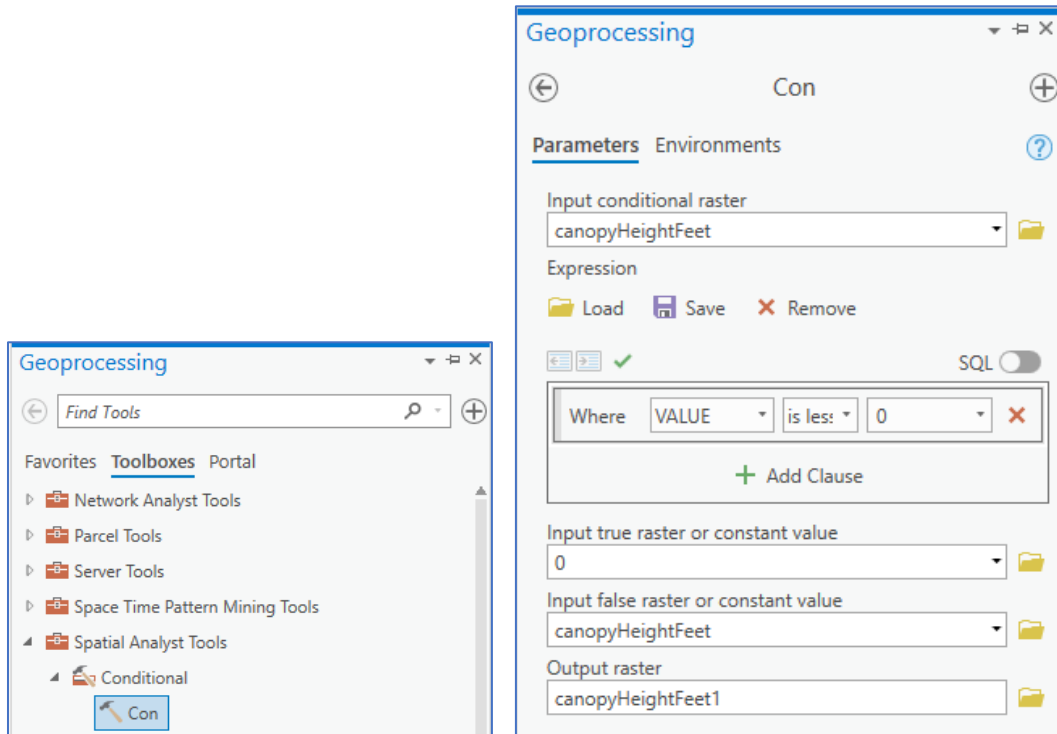 Geoprocessing
Find Tools
Favorites Toolboxes Portal
Network Analyst Tools
Parcel Tools
Server Tools
Space Time Pattern Mining Tools
Spatial Analyst Tools
Conditional
Con
Geoprocessing
Con
Parameters Environments
Input conditional raster
canopyHeightFeet
Expression
Load Save Remove
SQL
Where VALUE is les: 0
Add Clause
Input true raster or constant value
0
Input false raster or constant value
canopyHeightFeet
Output raster
canopyHeightFeet1